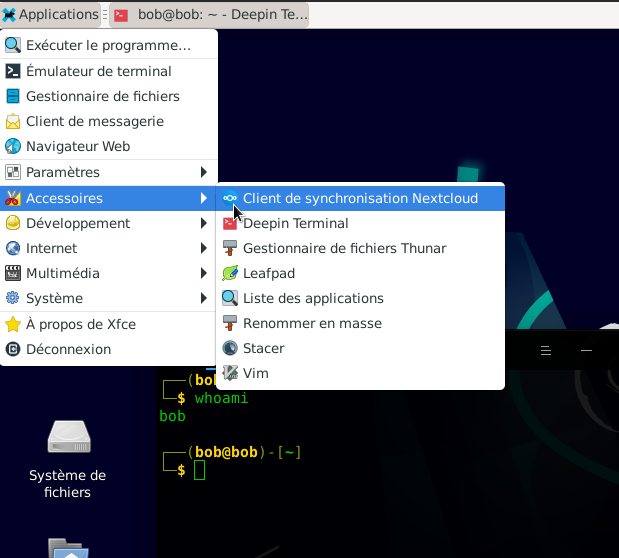 Applications
bob@bob: ~ - Deepin Te...
Exécuter le programme...
Émulateur de terminal
Gestionnaire de fichiers
Client de messagerie
Navigateur Web
Paramètres
Accessoires
Développement
Internet
Multimédia
Système
À propos de Xfce
Déconnexion
Client de synchronisation Nextcloud
Deepin Terminal
Gestionnaire de fichiers Thunar
Leafpad
Liste des applications
Renommer en masse
Stacer
Vim
(bo
$ whoami
bob
(bob@bob)-[~]
$
Système de
fichiers